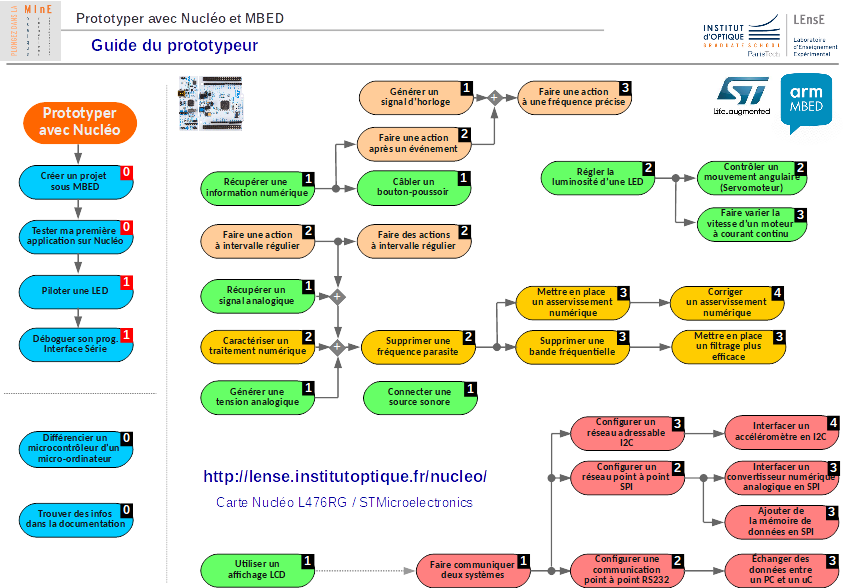 PLONGEZ DANS LA
MInE
Prototyper avec Nucléo et MBED
Guide du prototypeur
INSTITUT
d'OPTIQUE
GRADUATE SCHOOL
ParisTech
LEnsE
Laboratoire
d'Enseignement
Expérimental
life.augmented
arm
MBED
Prototyper
avec Nucléo
Créer un projet
sous MBED
0
Tester ma première
application sur Nucléo
0
Piloter une LED
1
Déboguer son prog.
Interface Série
1
Différencier un
microcontrôleur d'un
micro-ordinateur
0
Trouver des infos
dans la documentation
0
Générer un
signal d'horloge
1
Faire une action
à une fréquence précise
3
Faire une action
après un événement
2
Récupérer une
information numérique
1
Câbler un
bouton-poussoir
1
Régler la
luminosité d'une LED
2
Contrôler un
mouvement angulaire
(Servomoteur)
2
Faire varier la
vitesse d'un moteur
à courant continu
3
Faire une action
à intervalle régulier
2
Faire des actions
à intervalle régulier
2
Récupérer un
signal analogique
1
Caractériser un
traitement numérique
2
Supprimer une
fréquence parasite
2
Mettre en place
un asservissement
numérique
3
Corriger
un asservissement
numérique
4
Supprimer une
bande fréquentielle
3
Mettre en place
un filtrage plus
efficace
3
Générer une
tension analogique
1
Connecter une
source sonore
1
http://lense.institutoptique.fr/nucleo/
Carte Nucléo L476RG / STMicroelectronics
Configurer un
réseau adressable
I2C
3
Interfacer un
accéléromètre en I2C
4
Configurer un
réseau point à point
SPI
2
Interfacer un
convertisseur numérique
analogique en SPI
3
Ajouter de
la mémoire de
données en SPI
3
Utiliser un
affichage LCD
1
Faire communiquer
deux systèmes
1
Configurer une
communication
point à point RS232
2
Échanger des
données entre
un PC et un uC
3